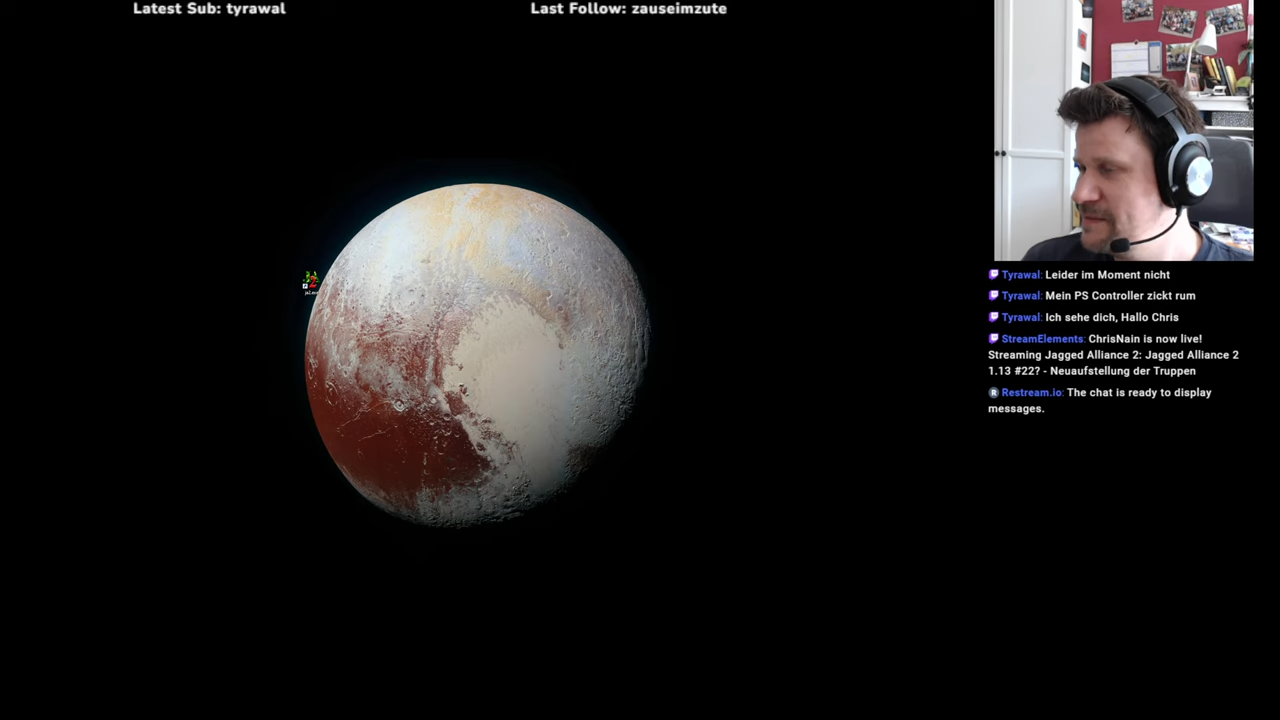 Latest Sub: tyrawal
Last Follow: zauseimzute
Tyrawal: Leider im Moment nicht
Tyrawal: Mein PS Controller zickt rum
Tyrawal: Ich sehe dich, Hallo Chris
StreamElements: ChrisNain is now live!
Streaming Jagged Alliance 2: Jagged Alliance 2
1.13 #22? - Neuaufstellung der Truppen
Restream.io: The chat is ready to display
messages.